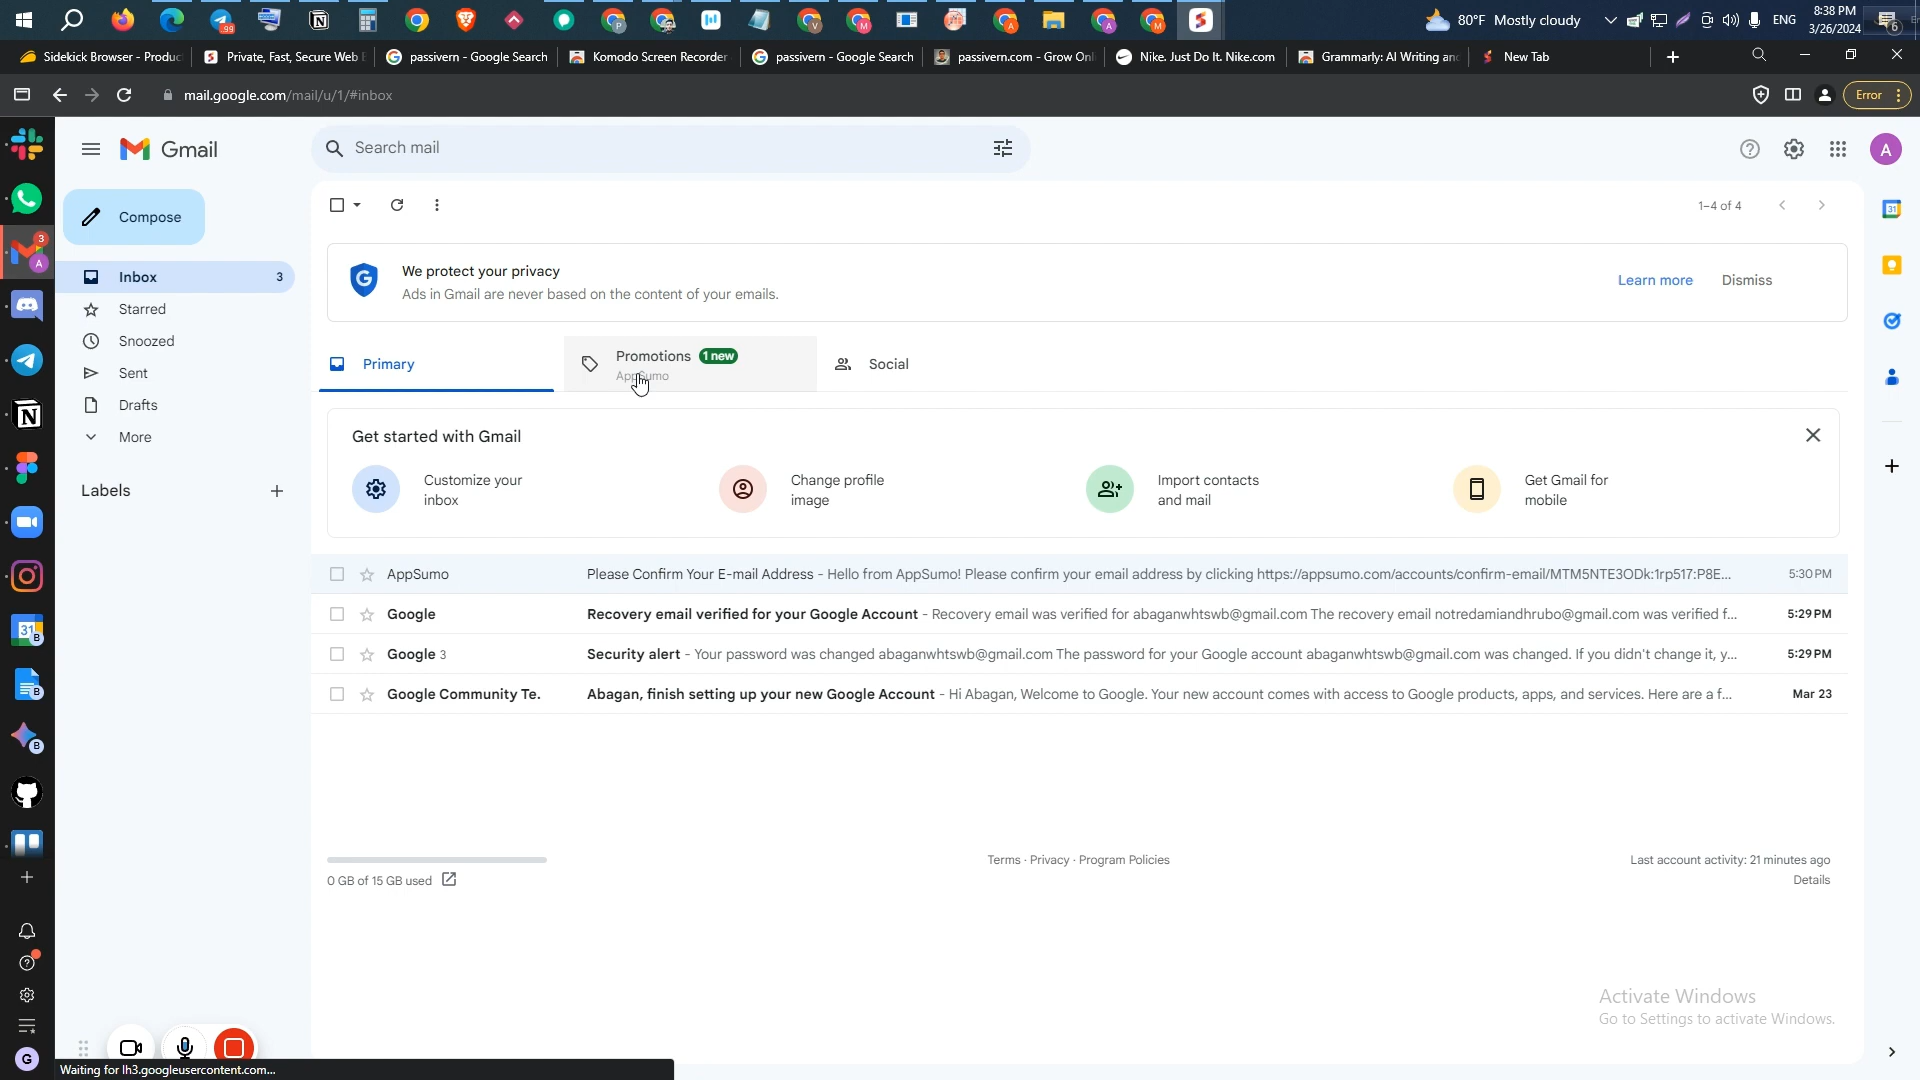 80°F Mostly cloudy
ENG
8:38 PM
3/26/2024
6
99
Sidekick Browser - Produc
Private, Fast, Secure Web
passivern - Google Search
Komodo Screen Recorder
passivern - Google Search
passivern.com - Grow Onl
Nike. Just Do It. Nike.com
Grammarly: AI Writing an
New Tab
mail.google.com/mail/u/1/#inbox
Error
Gmail
Search mail
A
Compose
Inbox 3
Starred
Snoozed
Sent
Drafts
More
Labels
1–4 of 4
We protect your privacy
Ads in Gmail are never based on the content of your emails.
Learn more
Dismiss
Primary
Promotions 1 new
AppSumo
Social
Get started with Gmail
Customize your
inbox
Change profile
image
Import contacts
and mail
Get Gmail for
mobile
AppSumo Please Confirm Your E-mail Address - Hello from AppSumo! Please confirm your email address by clicking https://appsumo.com/accounts/confirm-email/MTM5NTE3ODk:1rp517:P8E... 5:30 PM
Google Recovery email verified for your Google Account - Recovery email was verified for abaganwhtswb@gmail.com The recovery email notredamiandhrubo@gmail.com was verified f... 5:29 PM
Google 3 Security alert - Your password was changed abaganwhtswb@gmail.com The password for your Google account abaganwhtswb@gmail.com was changed. If you didn't change it, y... 5:29 PM
Google Community Te. Abagan, finish setting up your new Google Account - Hi Abagan, Welcome to Google. Your new account comes with access to Google products, apps, and services. Here are a f... Mar 23
0 GB of 15 GB used
Terms · Privacy · Program Policies
Last account activity: 21 minutes ago
Details
Activate Windows
Go to Settings to activate Windows.
G
Waiting for lh3.googleusercontent.com...